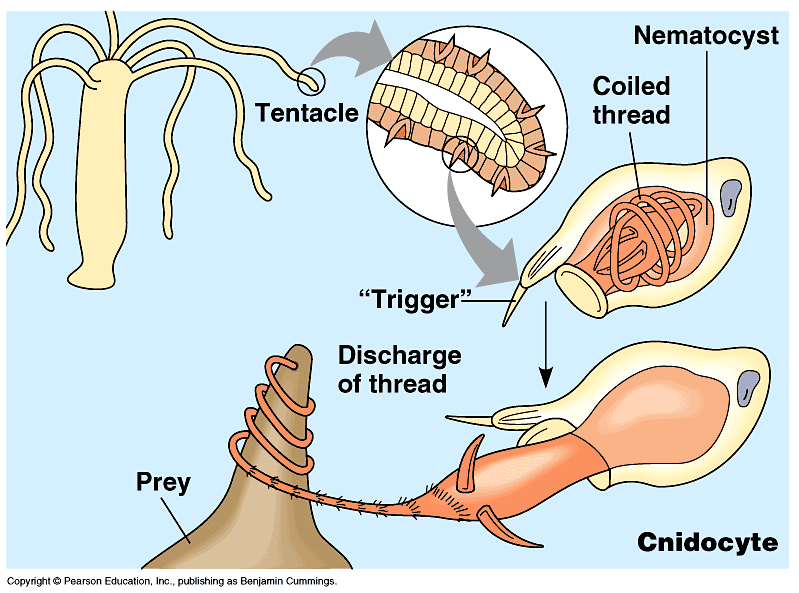 Nematocyst
Coiled
thread
Tentacle
“Trigger”
Discharge
of thread
Prey
Cnidocyte
Copyright © Pearson Education, Inc., publishing as Benjamin Cummings.